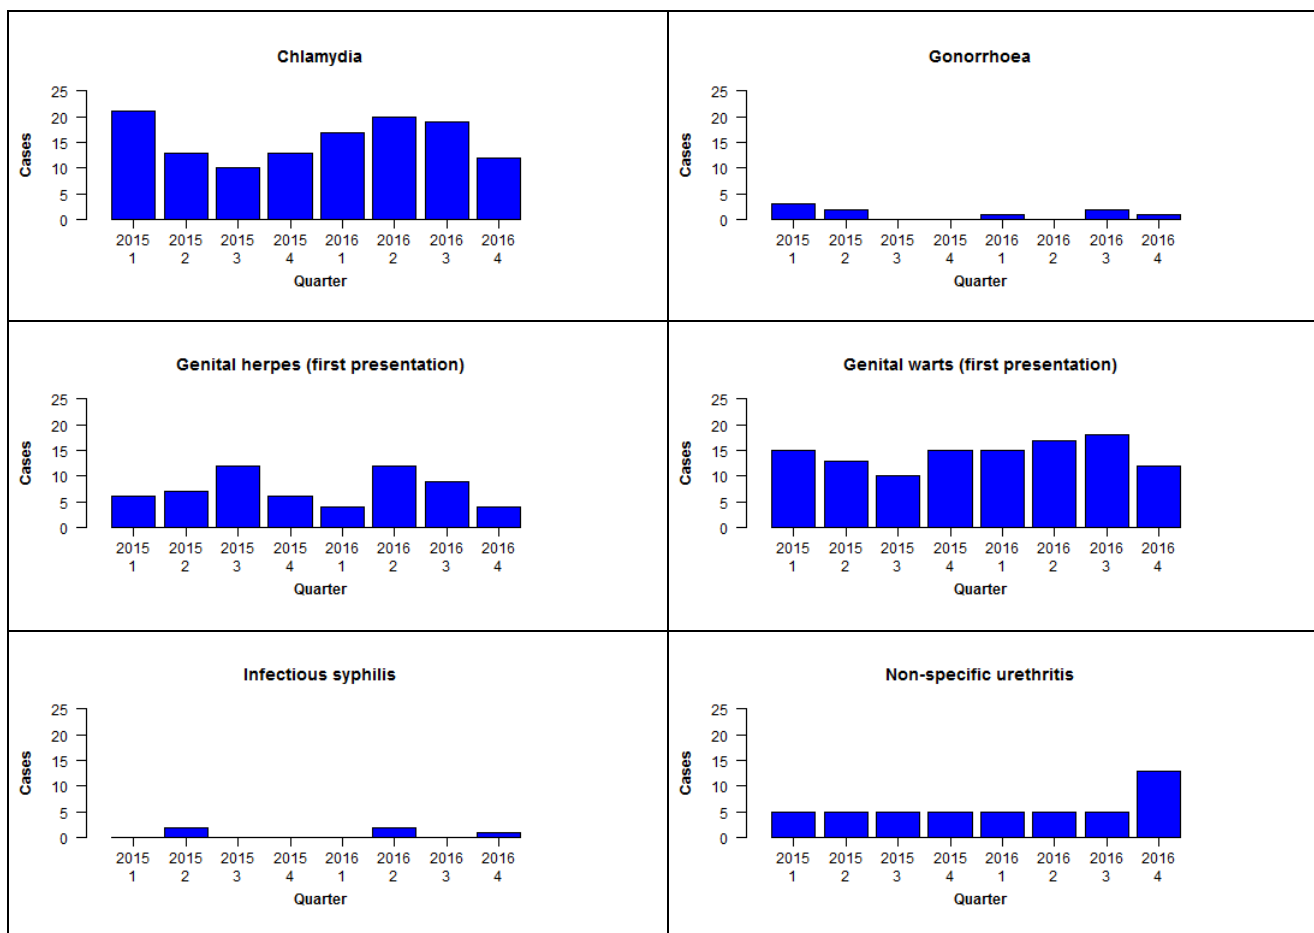 Chlamydia
25
20
15
10
5
0
Cases
2015 2015 2015 2015 2016 2016 2016 2016
1 2 3 4 1 2 3 4
Quarter
Gonorrhoea
25
20
15
10
5
0
Cases
2015 2015 2015 2015 2016 2016 2016 2016
1 2 3 4 1 2 3 4
Quarter
Genital herpes (first presentation)
25
20
15
10
5
0
Cases
2015 2015 2015 2015 2016 2016 2016 2016
1 2 3 4 1 2 3 4
Quarter
Genital warts (first presentation)
25
20
15
10
5
0
Cases
2015 2015 2015 2015 2016 2016 2016 2016
1 2 3 4 1 2 3 4
Quarter
Infectious syphilis
25
20
15
10
5
0
Cases
2015 2015 2015 2015 2016 2016 2016 2016
1 2 3 4 1 2 3 4
Quarter
Non-specific urethritis
25
20
15
10
5
0
Cases
2015 2015 2015 2015 2016 2016 2016 2016
1 2 3 4 1 2 3 4
Quarter